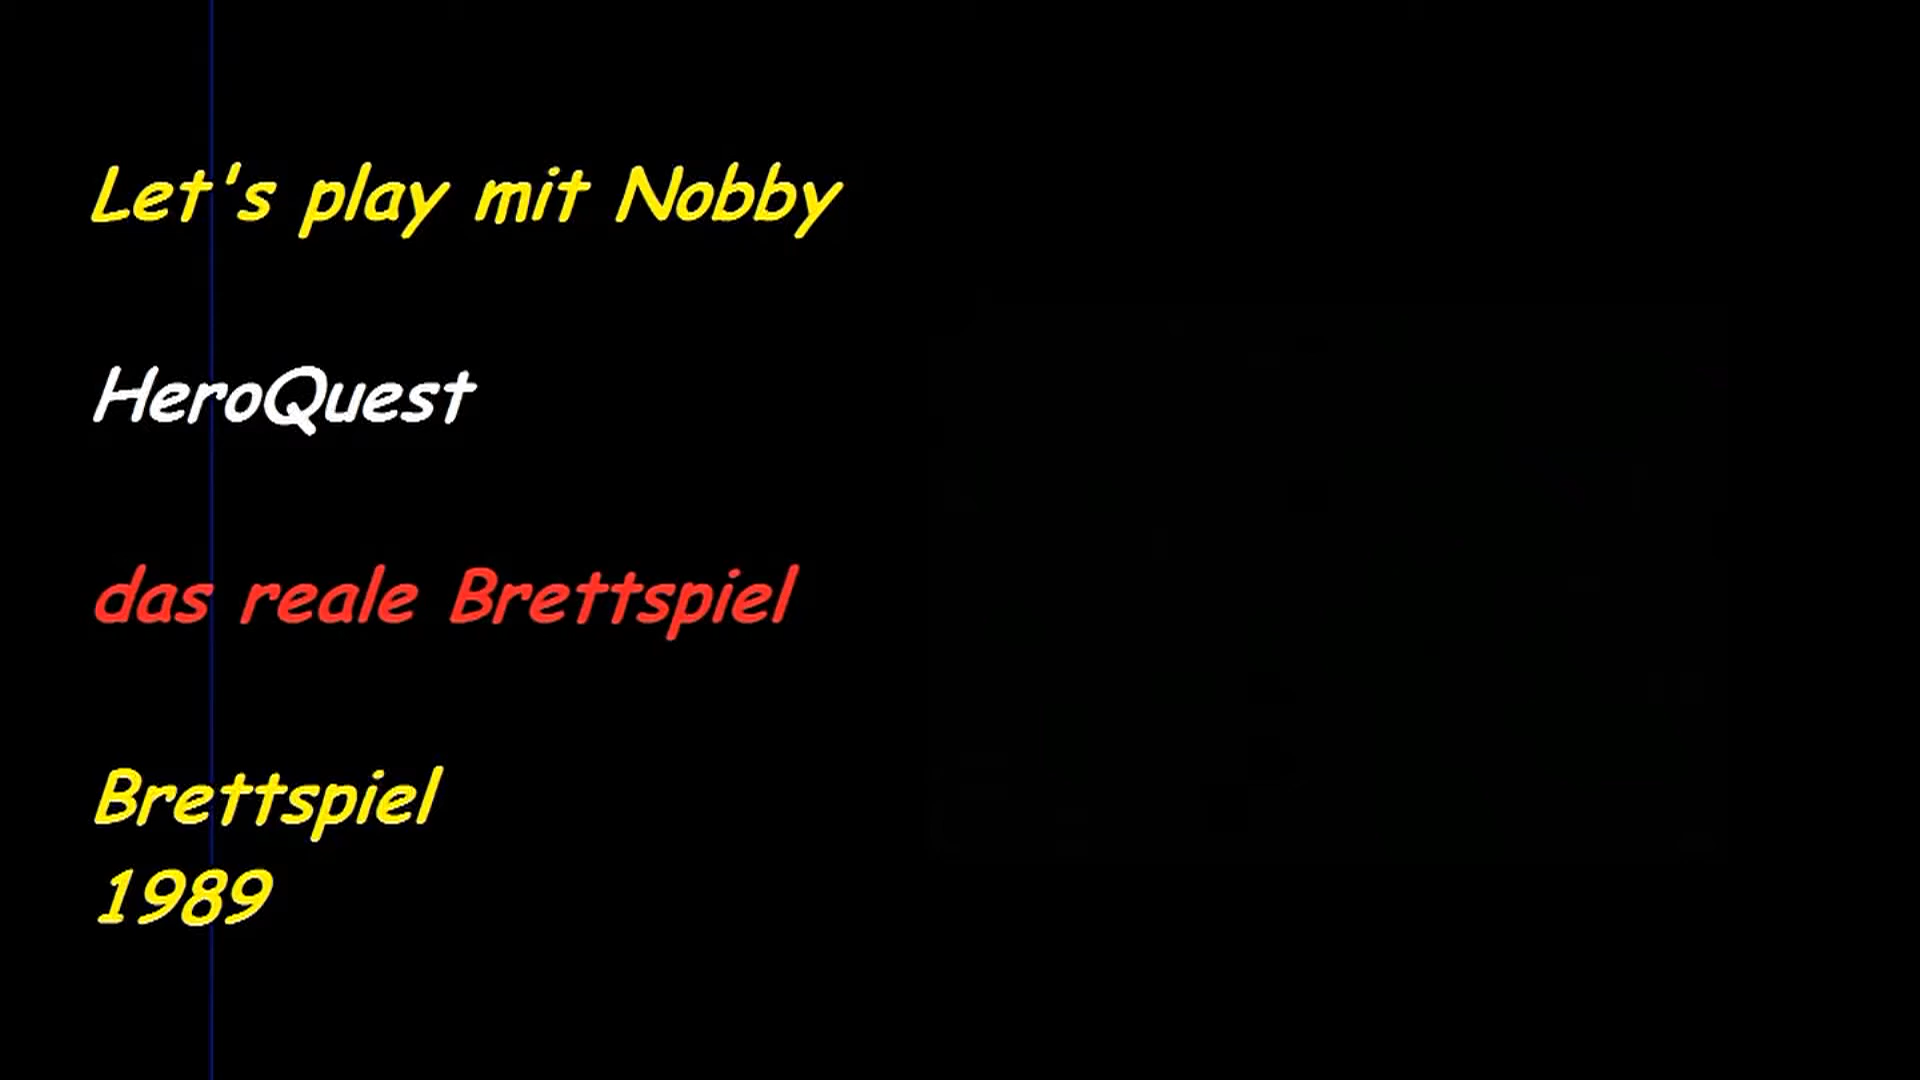 Let's play mit Nobby
HeroQuest
das reale Brettspiel
Brettspiel
1989